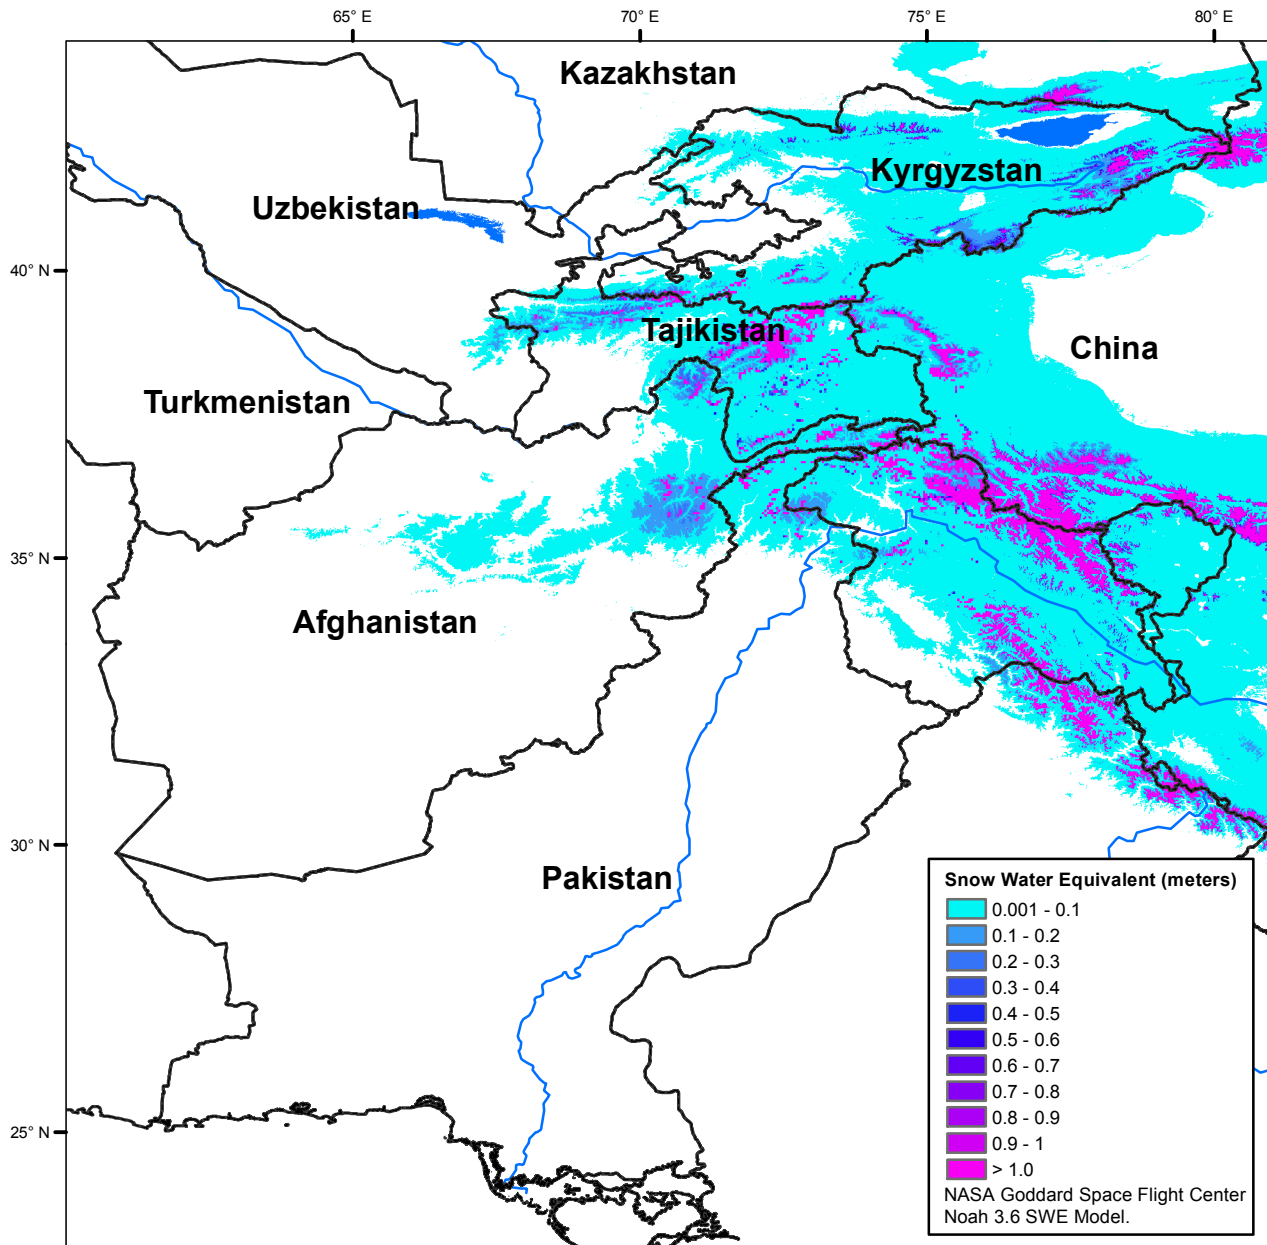 65° E
70° E
75° E
80° E
Kazakhstan
Kyrgyzstan
Uzbekistan
40° N
Tajikistan
China
Turkmenistan
35° N
Afghanistan
30° N
Pakistan
25° N
Snow Water Equivalent (meters)
0.001 - 0.1
0.1 - 0.2
0.2 - 0.3
0.3 - 0.4
0.4 - 0.5
0.5 - 0.6
0.6 - 0.7
0.7 - 0.8
0.8 - 0.9
0.9 - 1
> 1.0
NASA Goddard Space Flight Center
Noah 3.6 SWE Model.